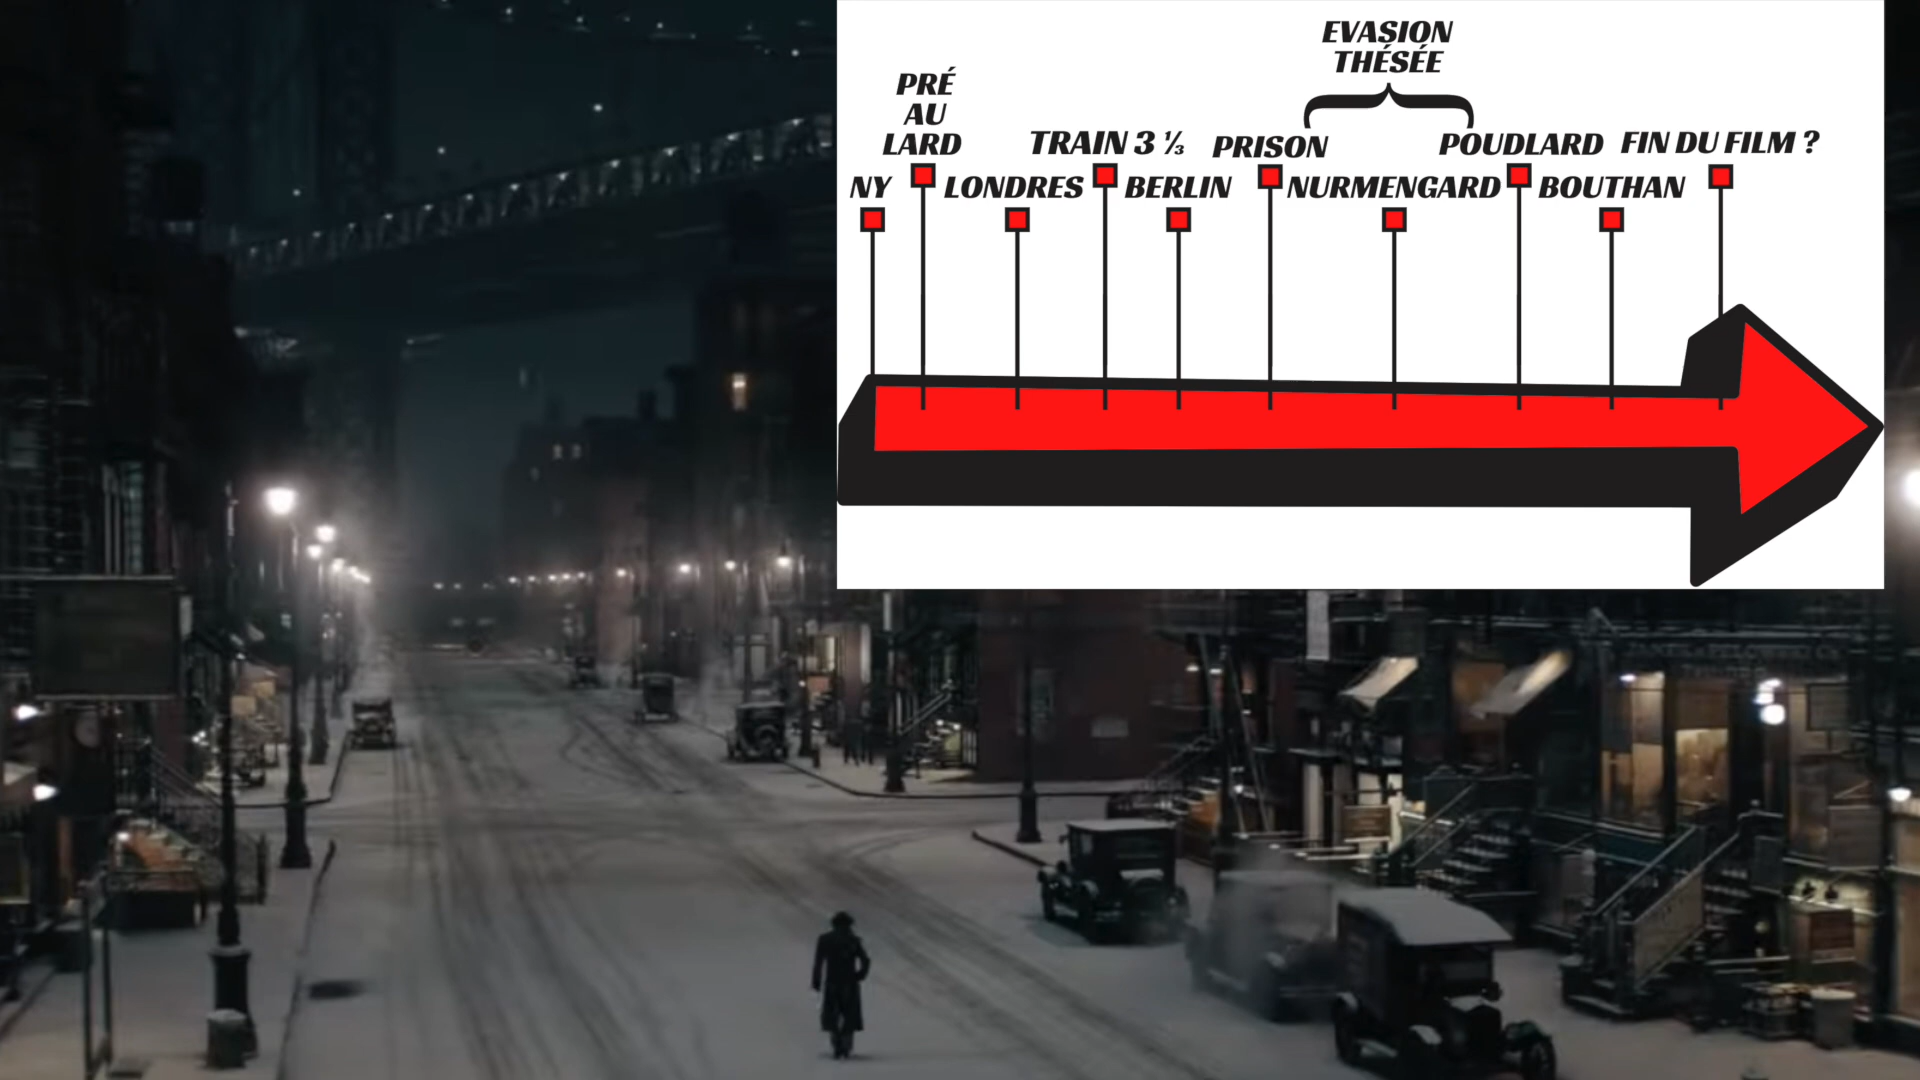 EVASION
THÉSÉE
PRÉ
AU
LARD
TRAIN 3 ⅓
PRISON
POUDLARD
FIN DU FILM ?
NY
LONDRES
BERLIN
NURMENGARD
BOUTHAN